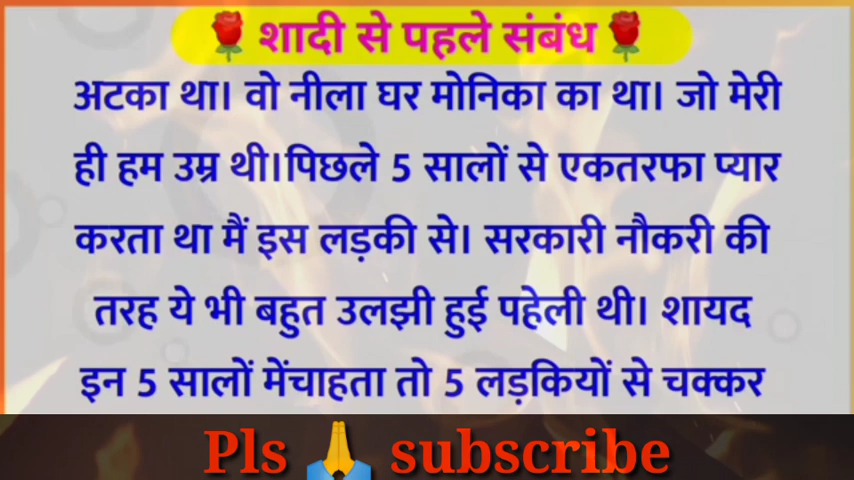 🌹शादी से पहले संबंध🌹
अटका था। वो नीला घर मोनिका का था। जो मेरी
ही हम उम्र थी।पिछले 5 सालों से एकतरफा प्यार
करता था मैं इस लड़की से। सरकारी नौकरी की
तरह ये भी बहुत उलझी हुई पहेली थी। शायद
इन 5 सालों मेंचाहता तो 5 लड़कियों से चक्कर
Pls 🙏 subscribe